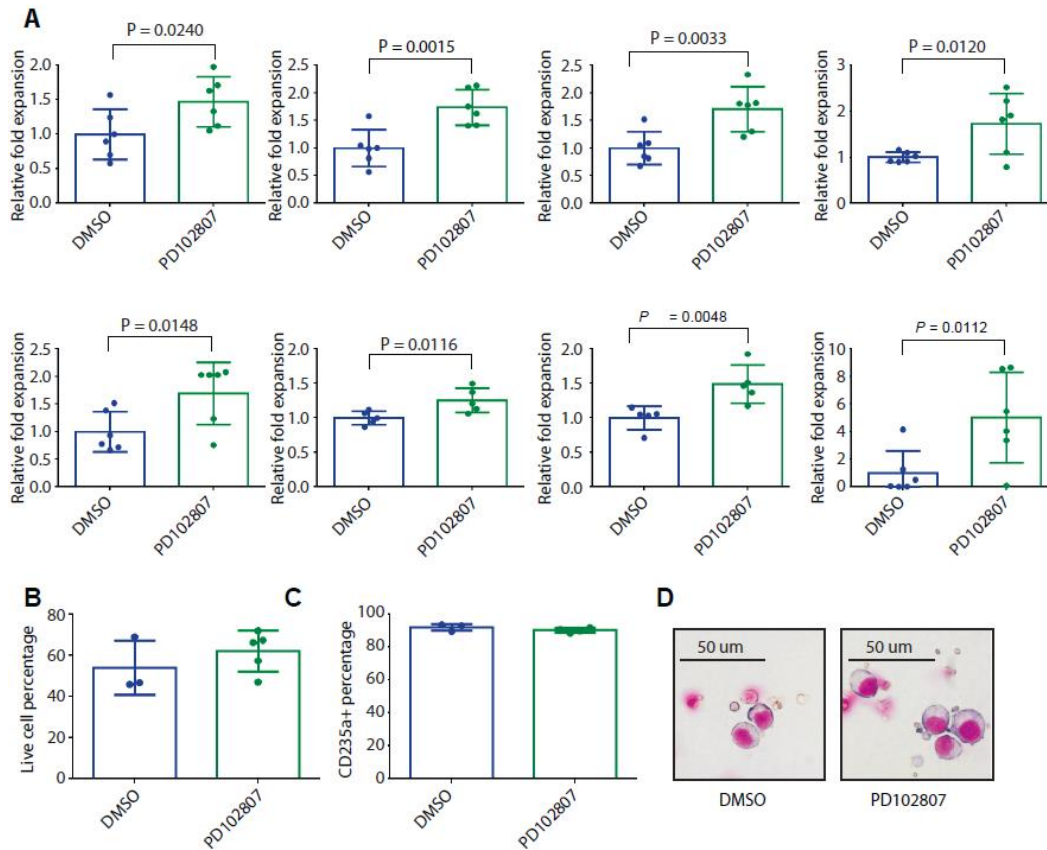 A
P = 0.0240
Relative fold expansion
2.0
1.5
1.0
0.5
0.0
DMSO
PD102807
P = 0.0015
Relative fold expansion
2.5
2.0
1.5
1.0
0.5
0.0
DMSO
PD102807
P = 0.0033
Relative fold expansion
2.5
2.0
1.5
1.0
0.5
0.0
DMSO
PD102807
P = 0.0120
Relative fold expansion
3
2
1
0
DMSO
PD102807
P = 0.0148
Relative fold expansion
2.5
2.0
1.5
1.0
0.5
0.0
DMSO
PD102807
P = 0.0116
Relative fold expansion
2.0
1.5
1.0
0.5
0.0
DMSO
PD102807
P = 0.0048
Relative fold expansion
2.0
1.5
1.0
0.5
0.0
DMSO
PD102807
P = 0.0112
Relative fold expansion
10
8
6
4
2
0
DMSO
PD102807
B
Live cell percentage
80
60
40
20
0
DMSO
PD102807
C
CD235a+ percentage
100
80
60
40
20
0
DMSO
PD102807
D
50 um
50 um
DMSO
PD102807